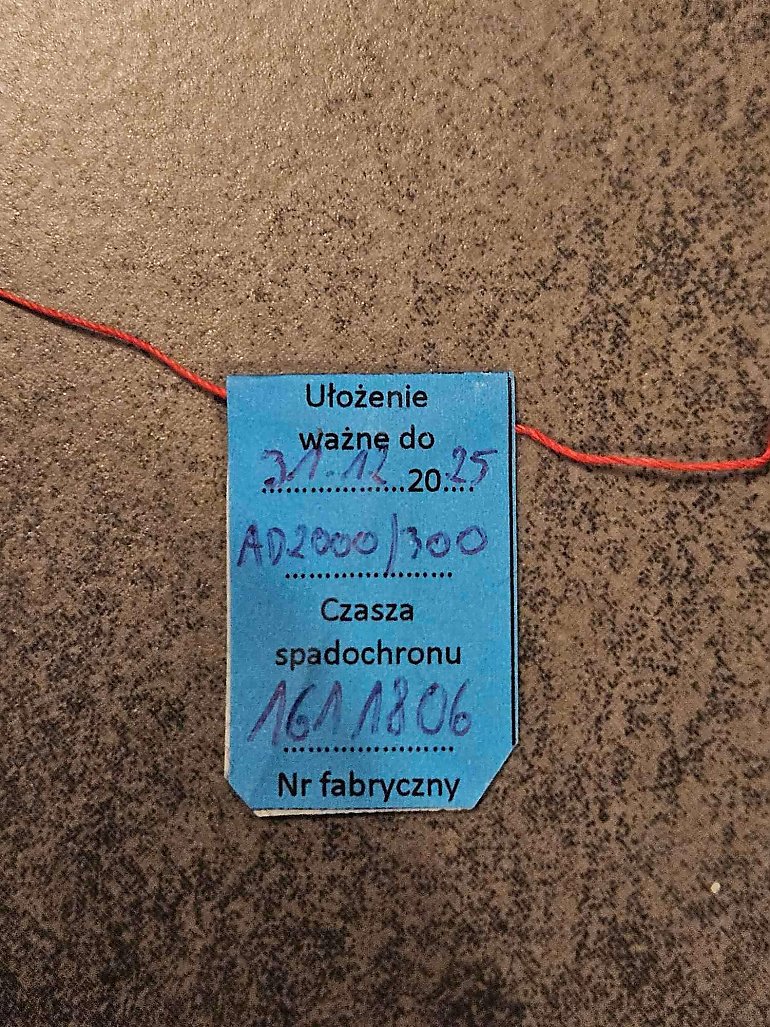 Ułożenie
ważne do
31.12 2025
AD2000/300
Czasza
spadochronu
1611806
Nr fabryczny